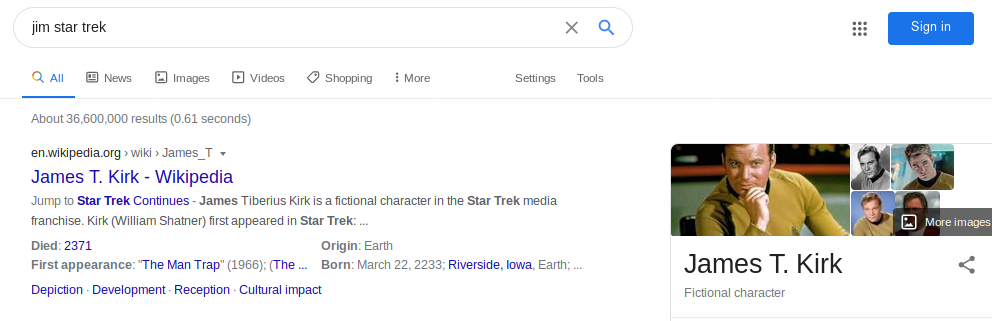 jim star trek
Sign in
All News Images Videos Shopping More Settings Tools
About 36,600,000 results (0.61 seconds)
en.wikipedia.org › wiki › James_T
James T. Kirk - Wikipedia
Jump to Star Trek Continues - James Tiberius Kirk is a fictional character in the Star Trek media
franchise. Kirk (William Shatner) first appeared in Star Trek: ...
Died: 2371 Origin: Earth
First appearance: "The Man Trap" (1966); (The ... Born: March 22, 2233; Riverside, Iowa, Earth; ...
Depiction · Development · Reception · Cultural impact
More images
James T. Kirk
Fictional character